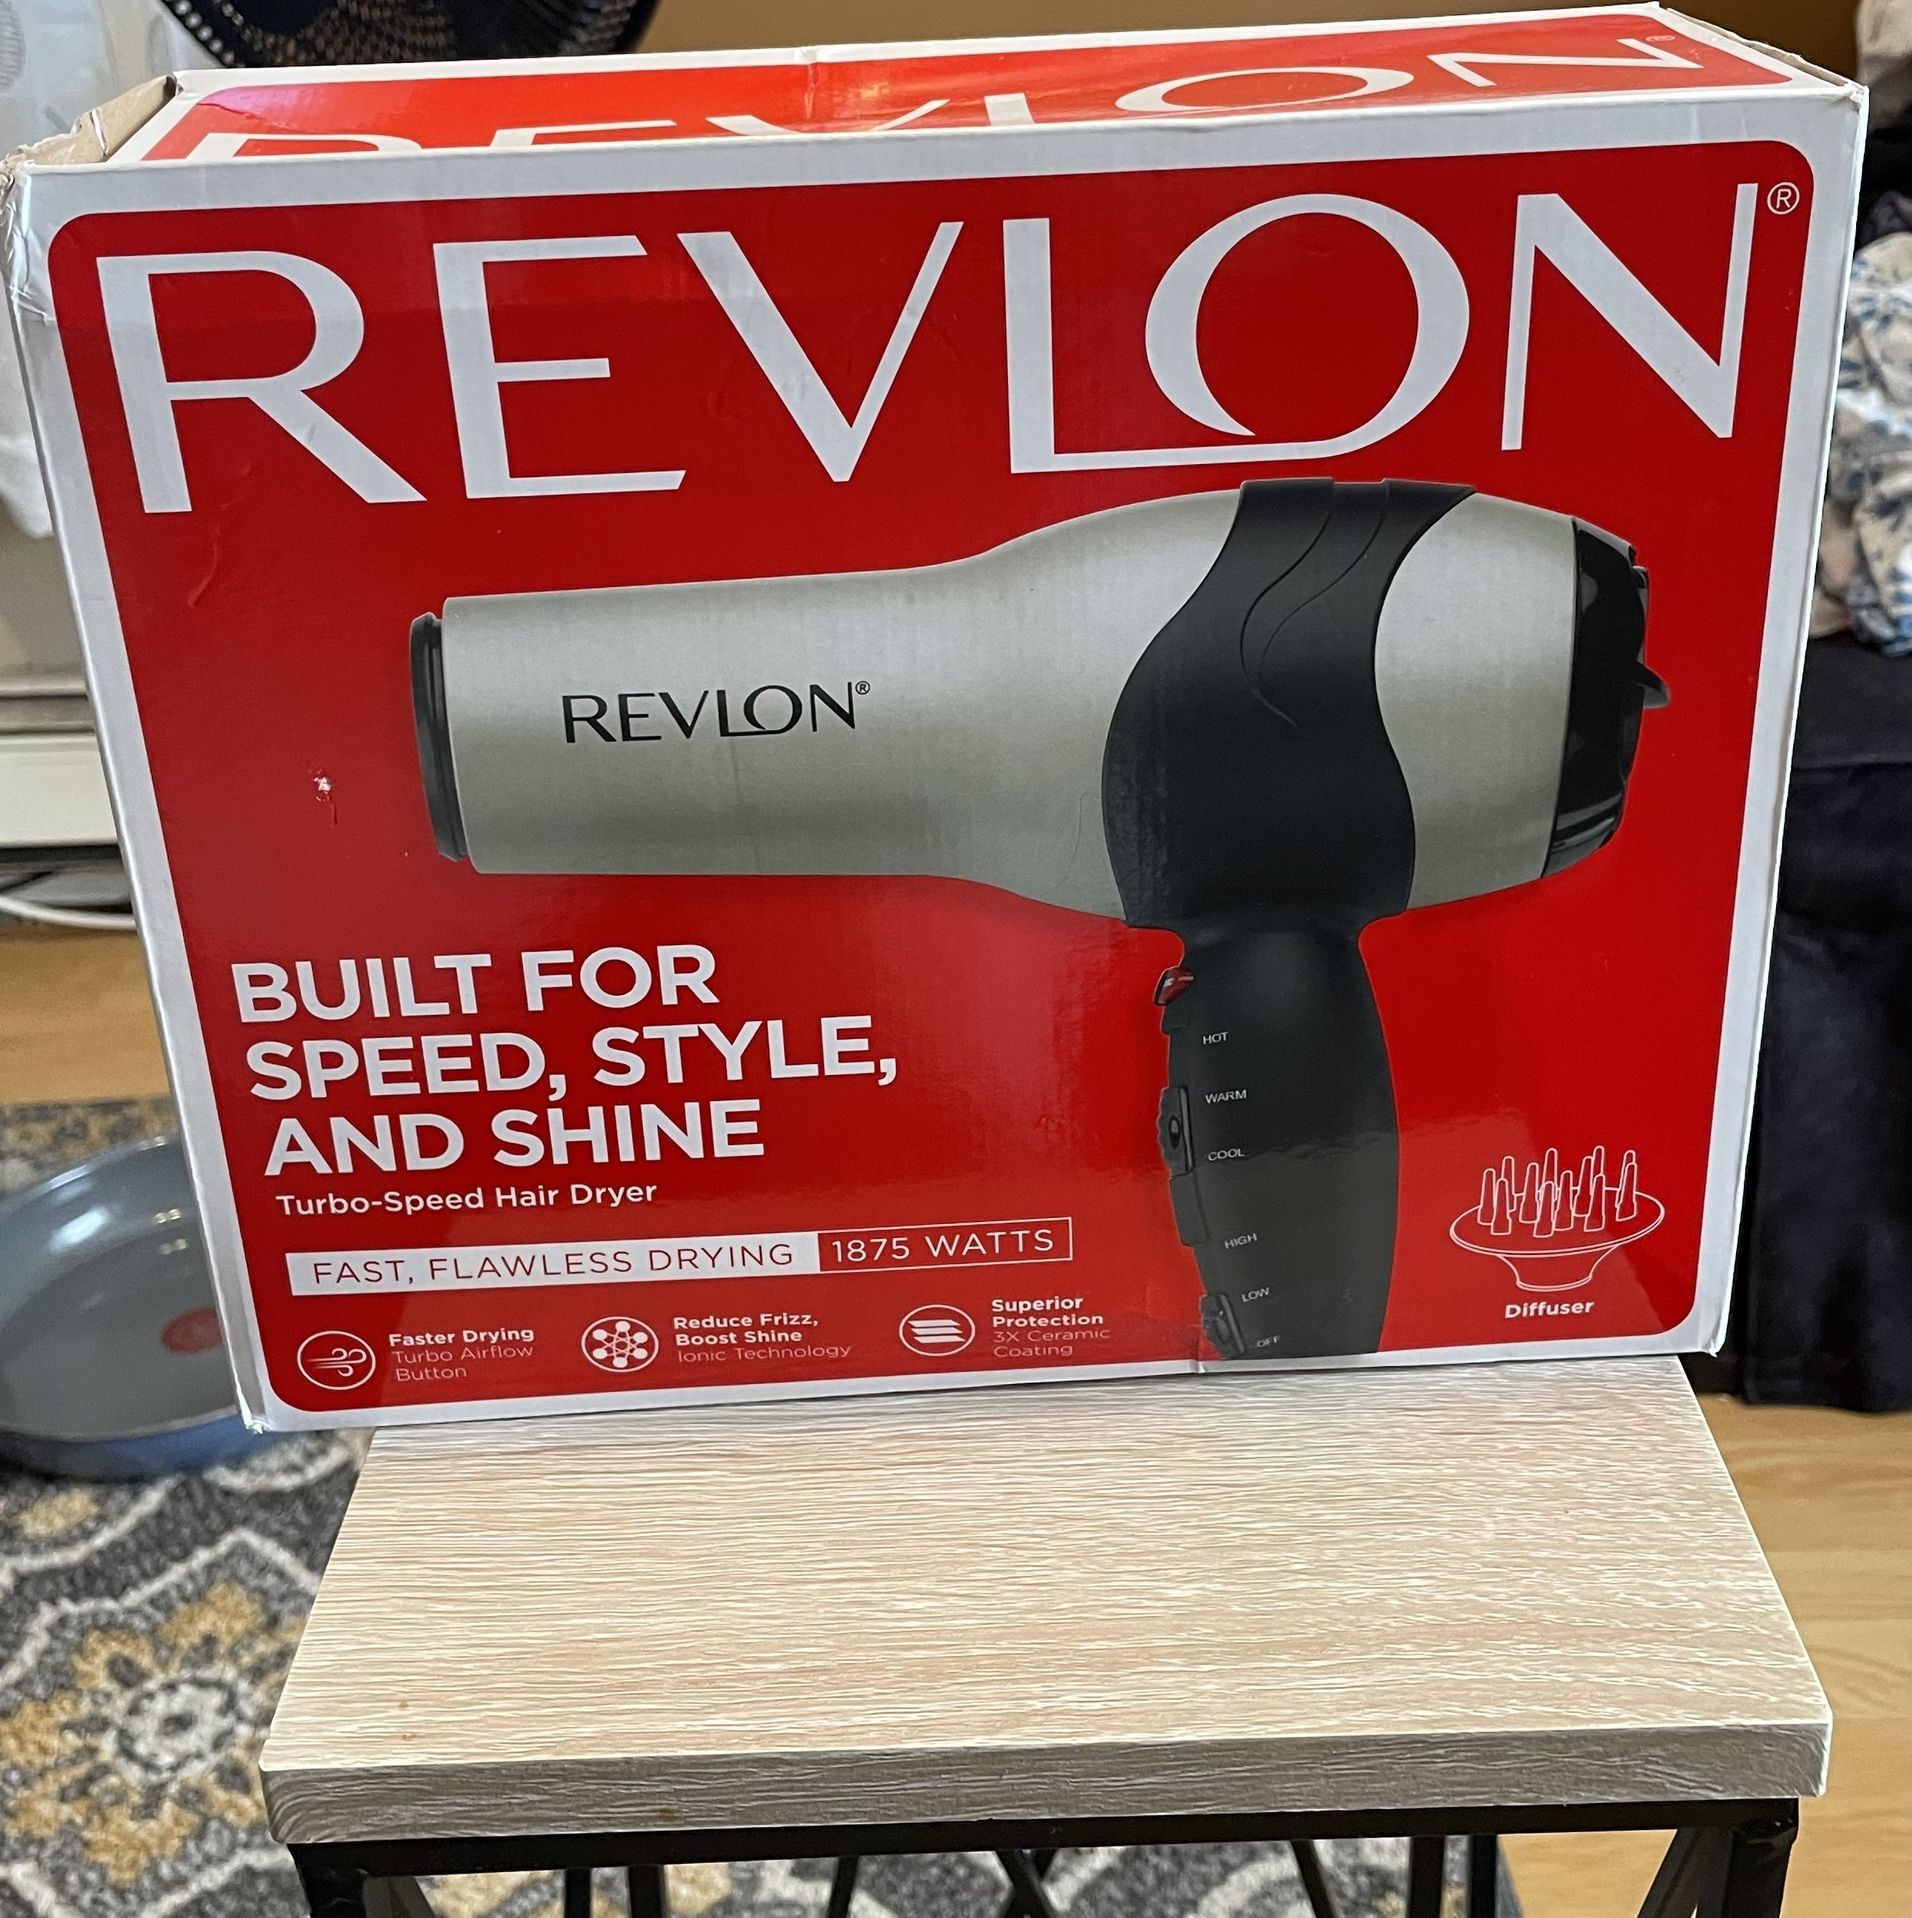 REVLON®
REVLON®
REVLON®
BUILT FOR
SPEED, STYLE,
AND SHINE
Turbo-Speed Hair Dryer
FAST, FLAWLESS DRYING 1875 WATTS
Faster Drying
Turbo Airflow
Button
Reduce Frizz,
Boost Shine
Ionic Technology
Superior
Protection
3X Ceramic
Coating
HOT
WARM
COOL
HIGH
LOW
OFF
Diffuser